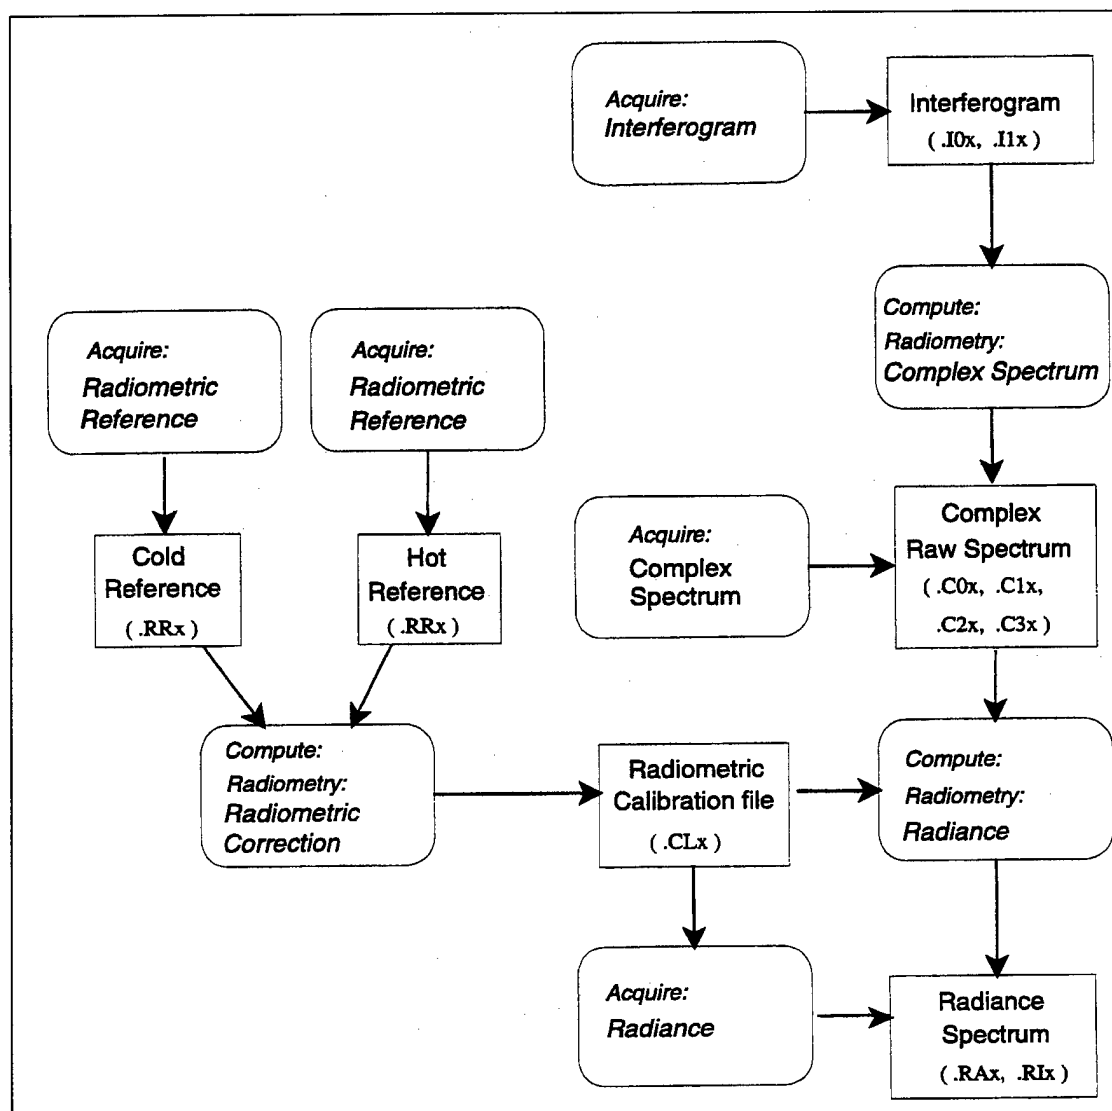 Acquire:
Interferogram
Interferogram
( .I0x, .I1x )
Compute:
Radiometry:
Complex Spectrum
Acquire:
Radiometric
Reference
Acquire:
Radiometric
Reference
Cold
Reference
( .RRx )
Hot
Reference
( .RRx )
Acquire:
Complex
Spectrum
Complex
Raw Spectrum
( .C0x, .C1x,
.C2x, .C3x )
Compute:
Radiometry:
Radiometric
Correction
Radiometric
Calibration file
( .CLx )
Compute:
Radiometry:
Radiance
Acquire:
Radiance
Radiance
Spectrum
( .RAx, .RIx )